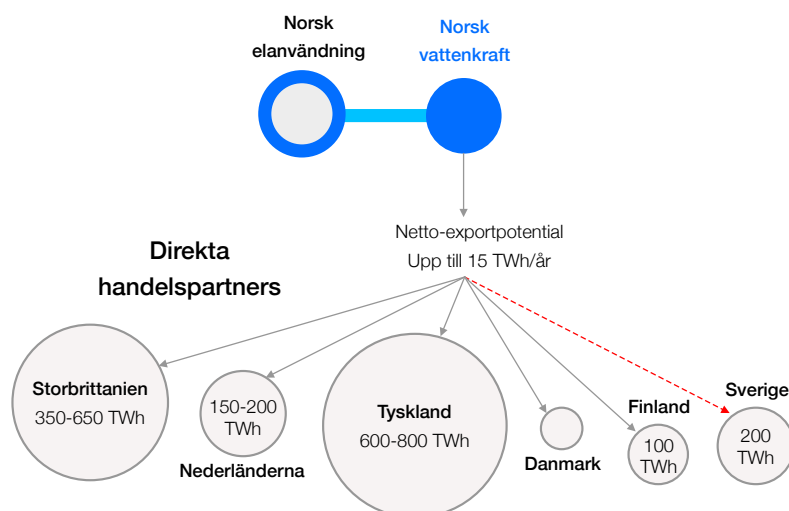 Norsk
elanvändning
Norsk
vattenkraft
Netto-exportpotential
Upp till 15 TWh/år
Direkta
handelspartners
Storbrittanien
350-650 TWh
150-200
TWh
Nederländerna
Tyskland
600-800 TWh
Danmark
Finland
100
TWh
Sverige
200
TWh